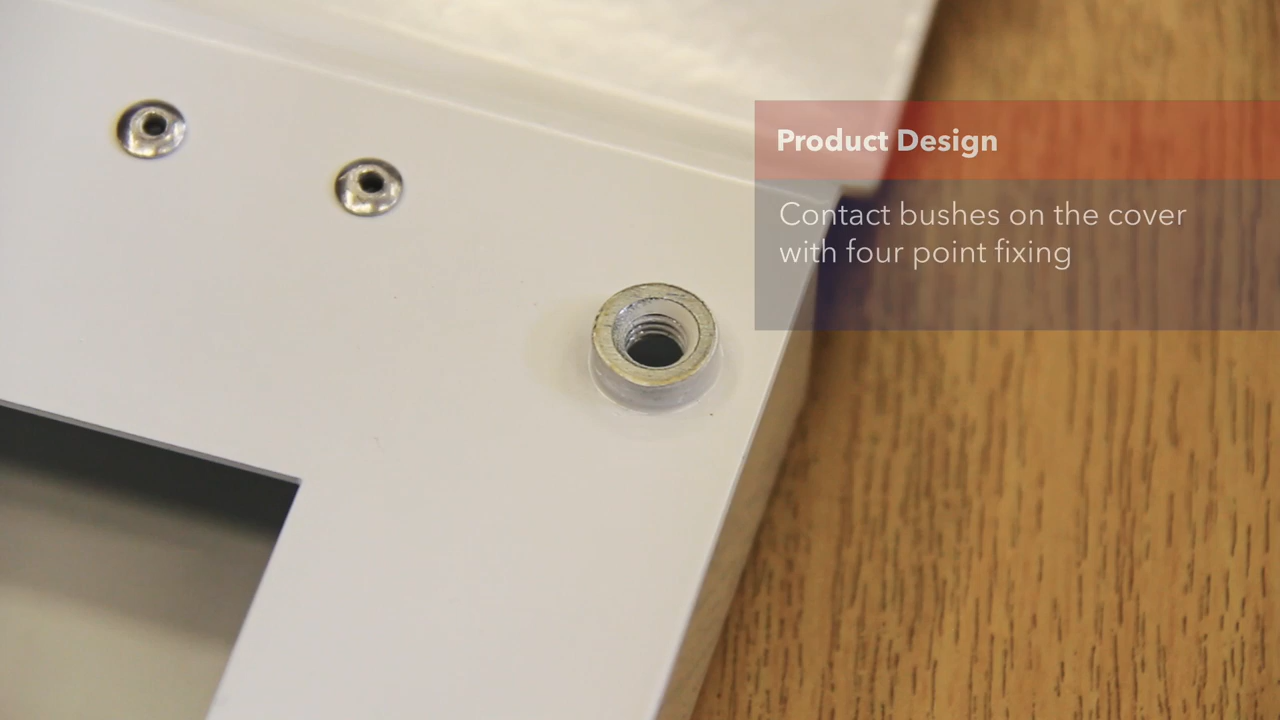 Product Design
Contact bushes on the cover
with four point fixing